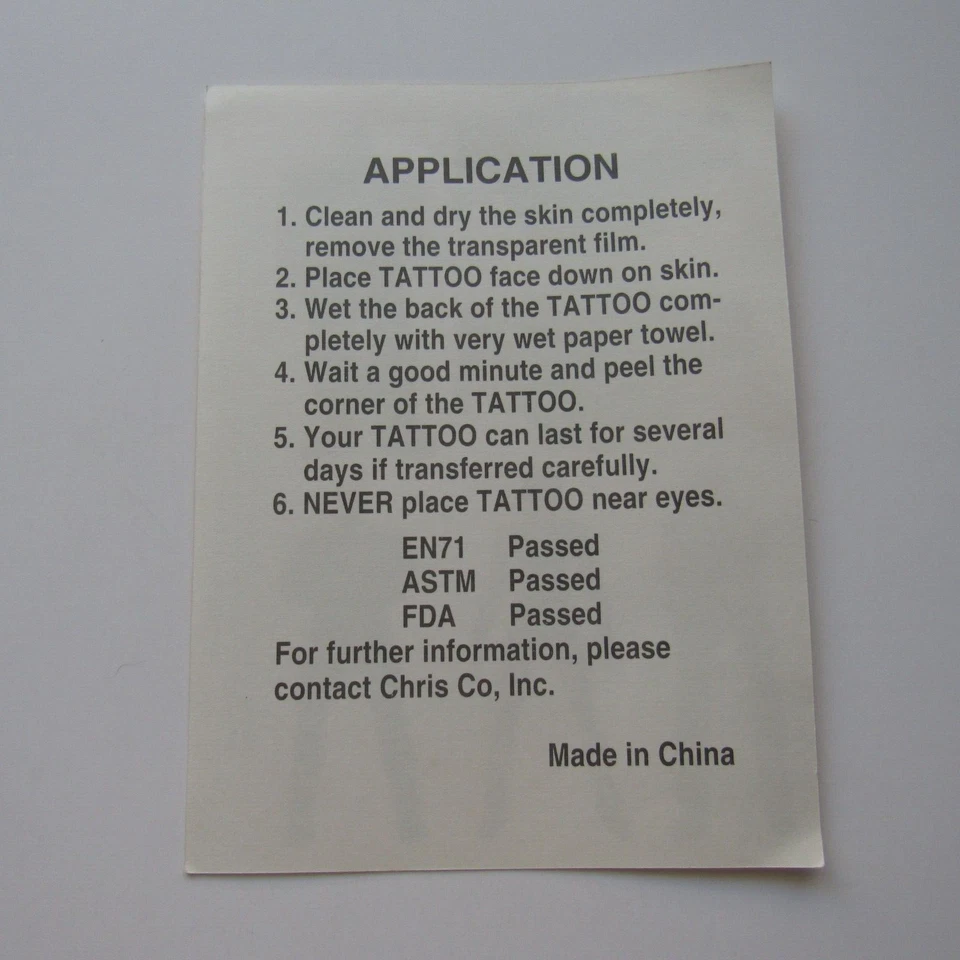 APPLICATION
1. Clean and dry the skin completely,
remove the transparent film.
2. Place TATTOO face down on skin.
3. Wet the back of the TATTOO com-
pletely with very wet paper towel.
4. Wait a good minute and peel the
corner of the TATTOO.
5. Your TATTOO can last for several
days if transferred carefully.
6. NEVER place TATTOO near eyes.
EN71 Passed
ASTM Passed
FDA Passed
For further information, please
contact Chris Co, Inc.
Made in China